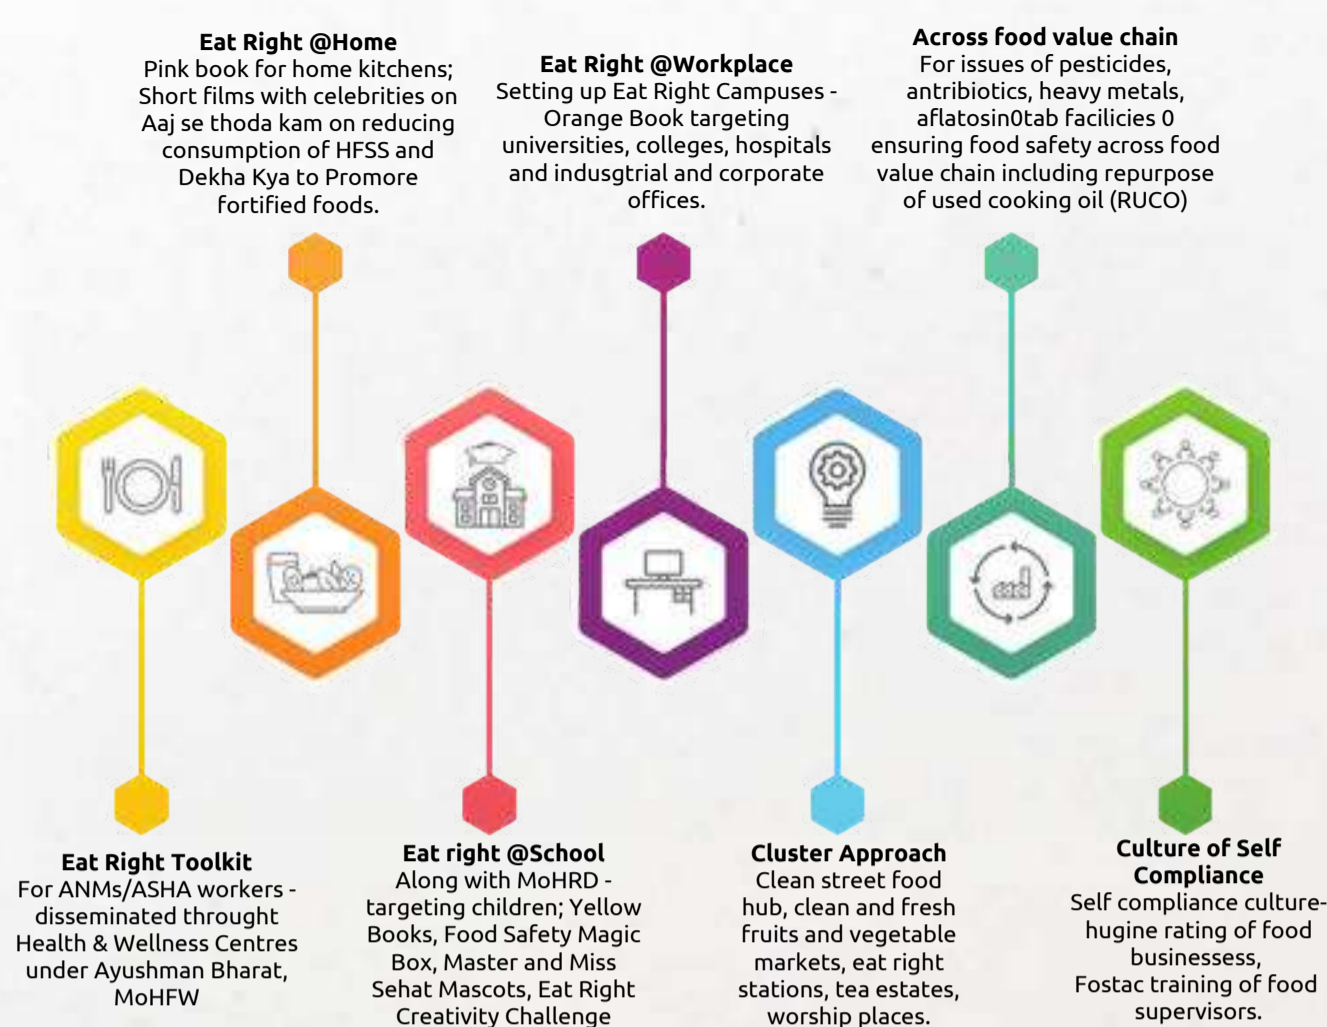 Eat Right @Home
Pink book for home kitchens;
Short films with celebrities on
Aaj se thoda kam on reducing
consumption of HFSS and
Dekha Kya to Promore
fortified foods.
Eat Right @Workplace
Setting up Eat Right Campuses -
Orange Book targeting
universities, colleges, hospitals
and indusgtrial and corporate
offices.
Across food value chain
For issues of pesticides,
antribiotics, heavy metals,
aflatosin0tab facilicies 0
ensuring food safety across food
value chain including repurpose
of used cooking oil (RUCO)
Eat Right Toolkit
For ANMs/ASHA workers -
disseminated throught
Health & Wellness Centres
under Ayushman Bharat,
MoHFW
Eat right @School
Along with MoHRD -
targeting children; Yellow
Books, Food Safety Magic
Box, Master and Miss
Sehat Mascots, Eat Right
Creativity Challenge
Cluster Approach
Clean street food
hub, clean and fresh
fruits and vegetable
markets, eat right
stations, tea estates,
worship places.
Culture of Self
Compliance
Self compliance culture-
hugine rating of food
businessess,
Fostac training of food
supervisors.